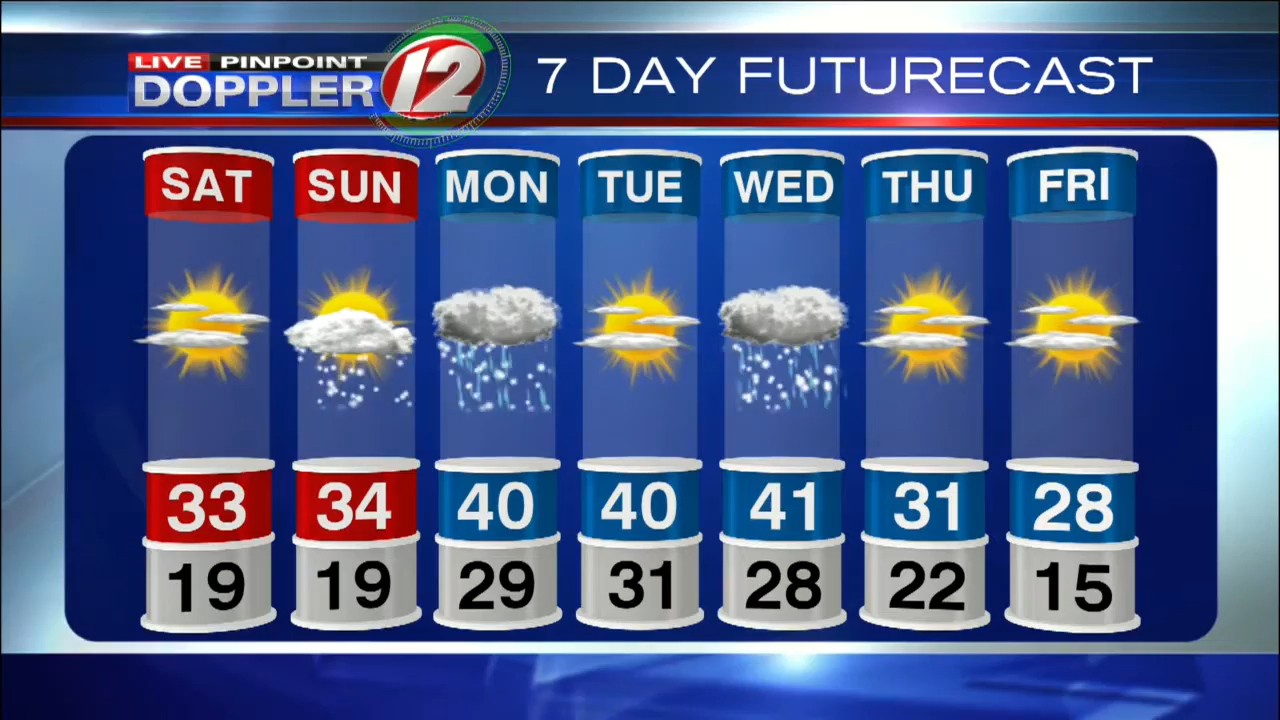 LIVE PINPOINT
DOPPLER 12
7 DAY FUTURECAST
SAT SUN MON TUE WED THU FRI
33 34 40 40 41 31 28
19 19 29 31 28 22 15